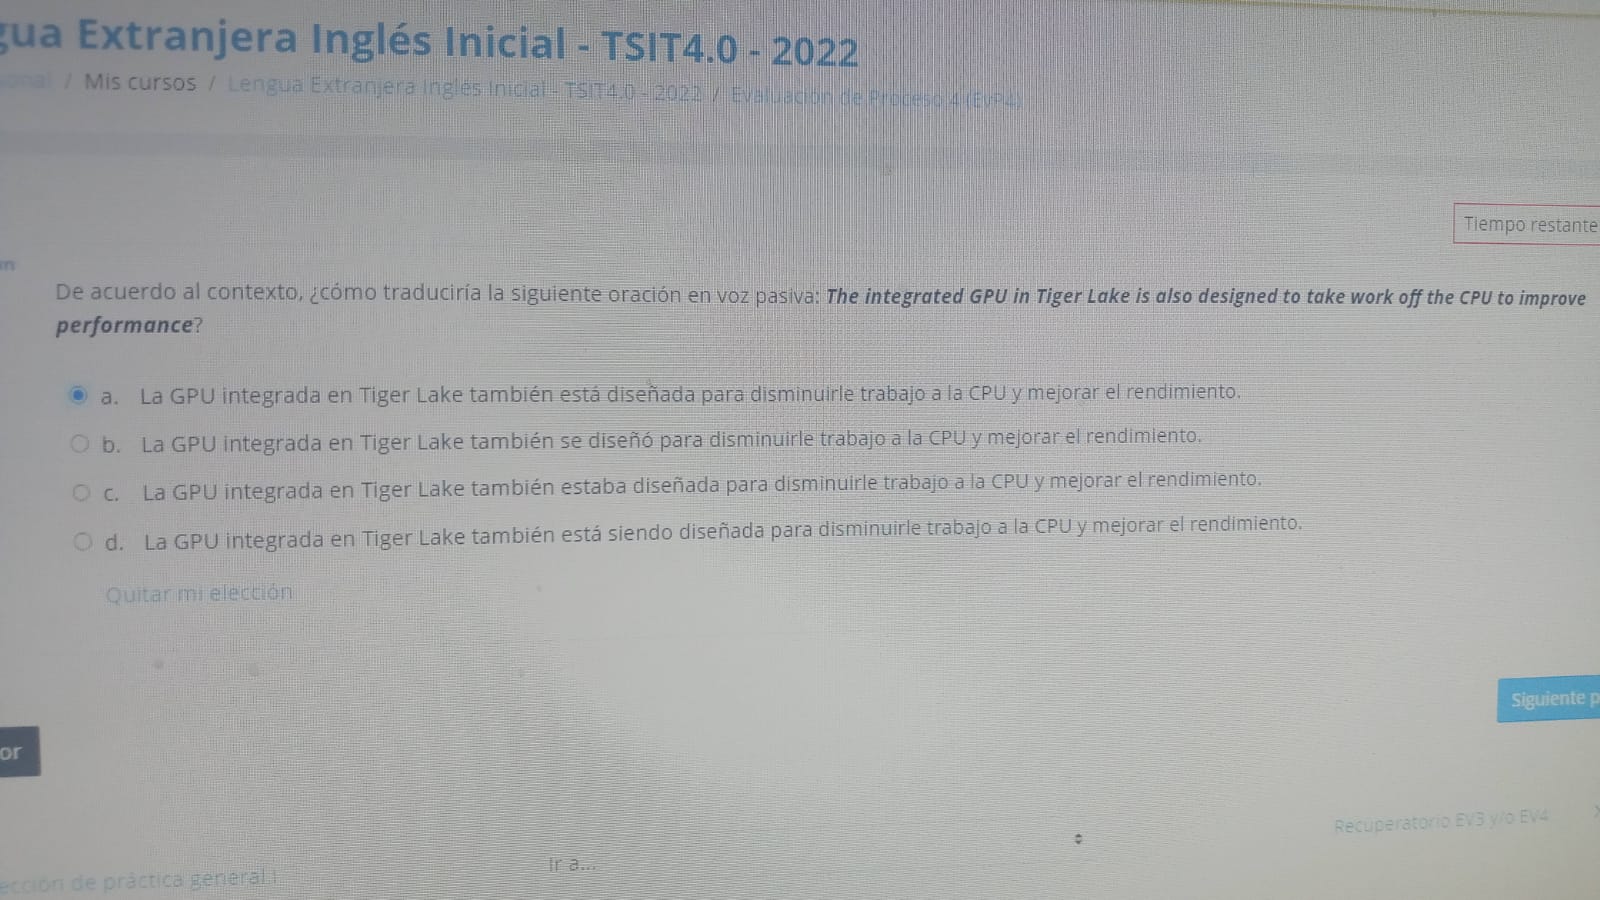 gua Extranjera Inglés Inicial - TSIT4.0 - 2022
onal / Mis cursos / Lengua Extranjera Inglés Inicial - TSIT4.0 - 2022 / Evaluación de Proceso 4 (EvP4)
Tiempo restante
De acuerdo al contexto, ¿cómo traduciría la siguiente oración en voz pasiva: The integrated GPU in Tiger Lake is also designed to take work off the CPU to improve
performance?
a. La GPU integrada en Tiger Lake también está diseñada para disminuirle trabajo a la CPU y mejorar el rendimiento.
b. La GPU integrada en Tiger Lake también se diseñó para disminuirle trabajo a la CPU y mejorar el rendimiento.
c. La GPU integrada en Tiger Lake también estaba diseñada para disminuirle trabajo a la CPU y mejorar el rendimiento.
d. La GPU integrada en Tiger Lake también está siendo diseñada para disminuirle trabajo a la CPU y mejorar el rendimiento.
Quitar mi elección
Siguiente p
or
Recuperatorio EV3 y/o EV4
Ir a...
ección de práctica general I